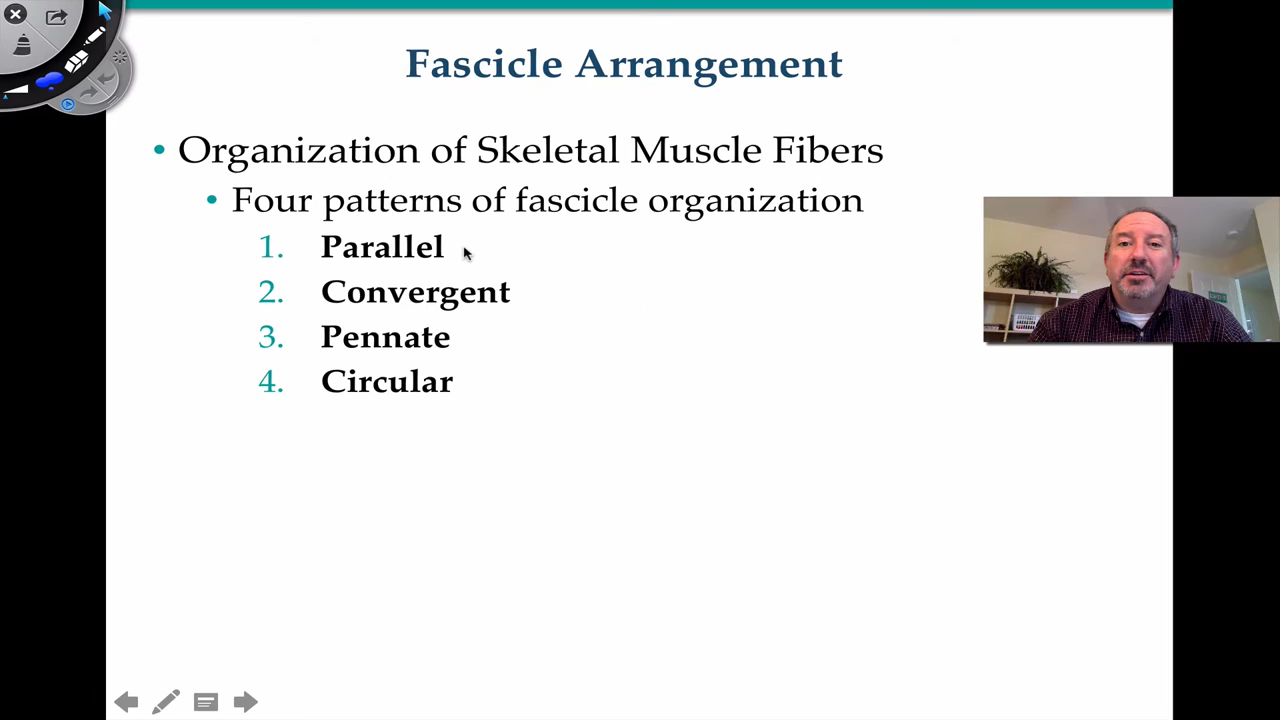 Fascicle Arrangement
• Organization of Skeletal Muscle Fibers
• Four patterns of fascicle organization
1. Parallel
2. Convergent
3. Pennate
4. Circular